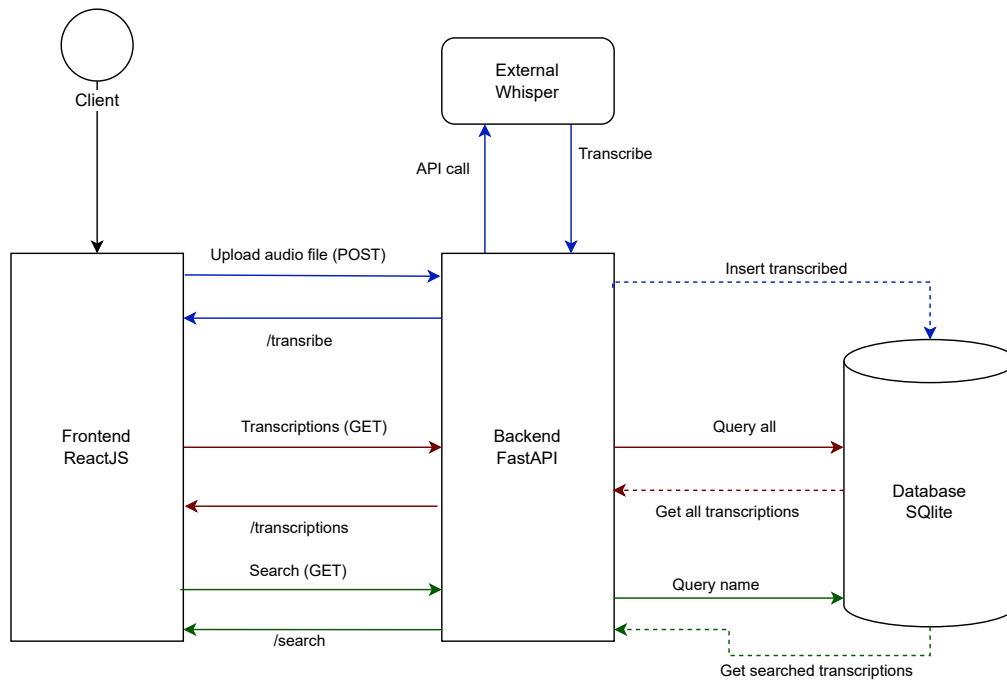 Client
External
Whisper
API call
Transcribe
Upload audio file (POST)
Insert transcribed
/transribe
Frontend
ReactJS
Transcriptions (GET)
Backend
FastAPI
Query all
Database
SQlite
Get all transcriptions
/transcriptions
Search (GET)
Query name
/search
Get searched transcriptions